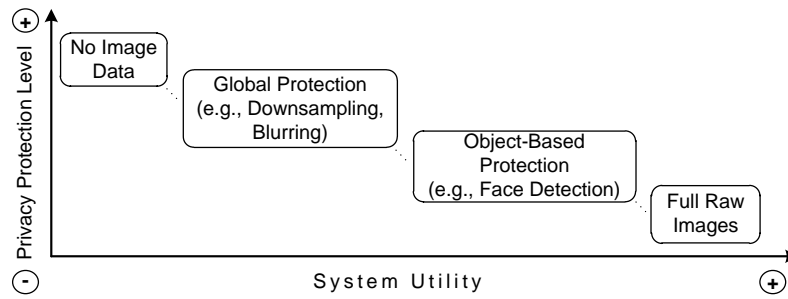 +
Privacy Protection Level
No Image
Data
Global Protection
(e.g., Downsampling,
Blurring)
Object-Based
Protection
(e.g., Face Detection)
Full Raw
Images
-
System Utility
+